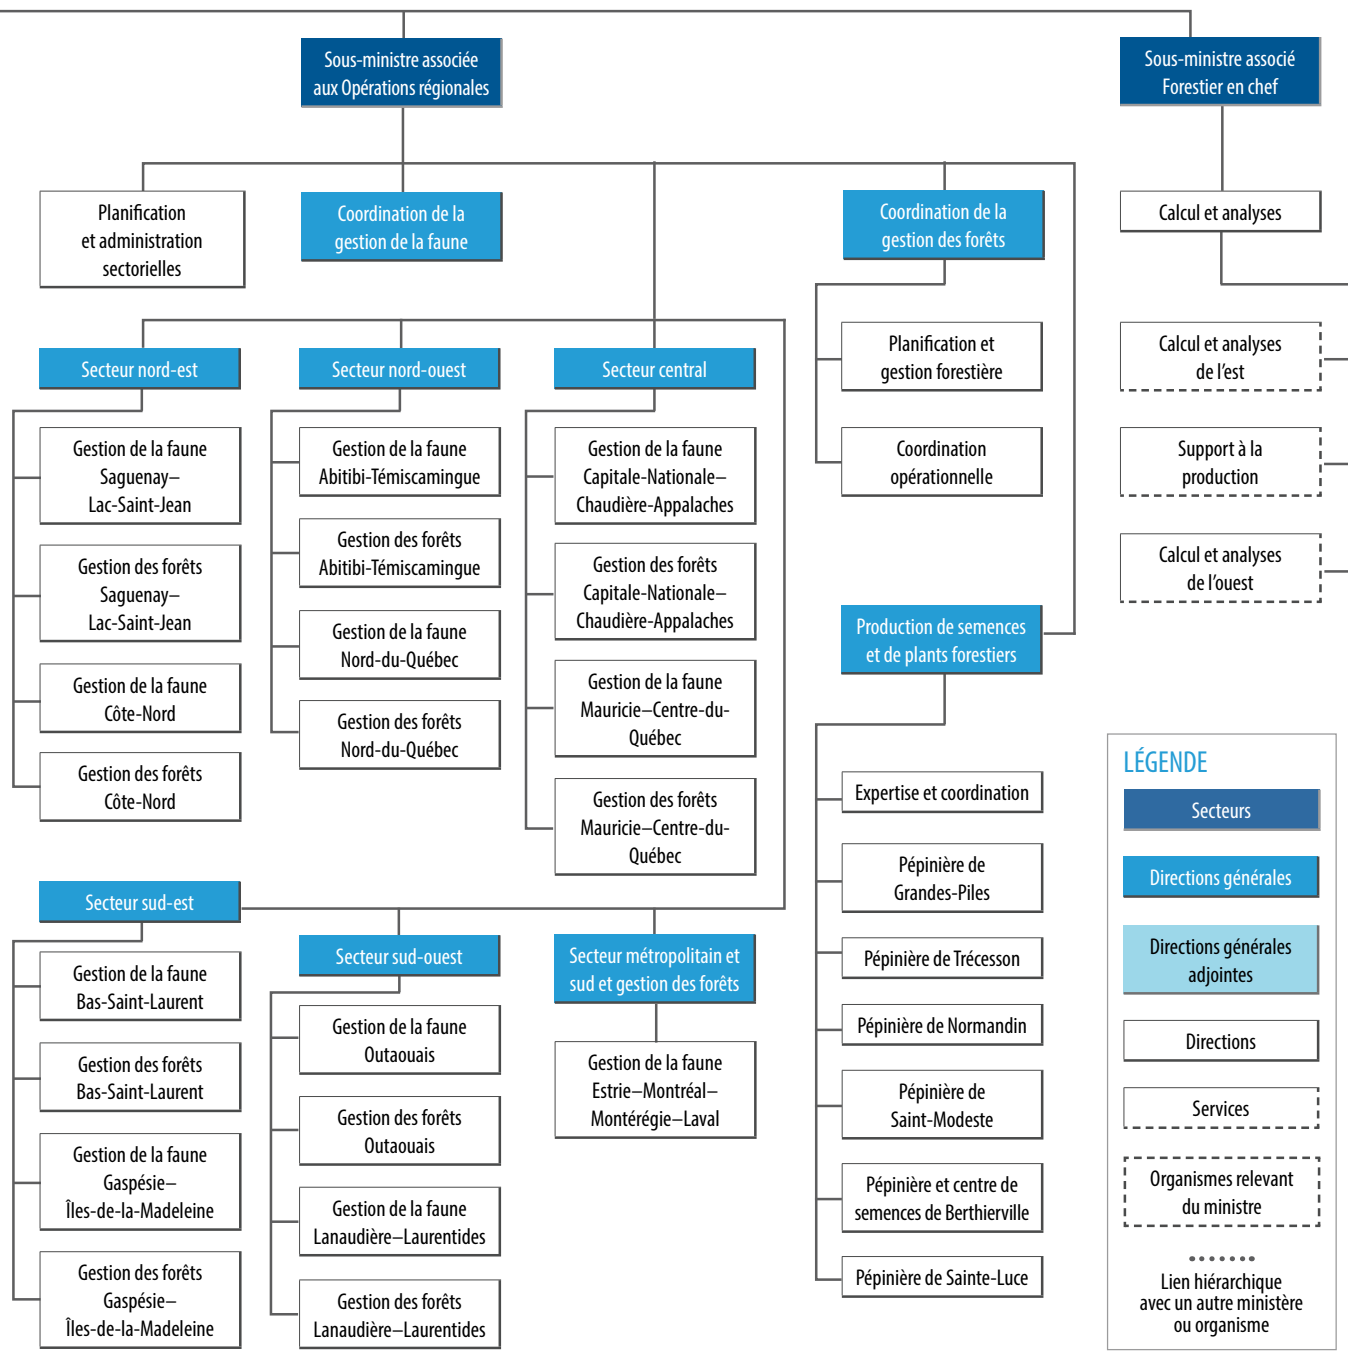 Sous-ministre associée
aux Opérations régionales
Sous-ministre associé
Forestier en chef
Planification
et administration
sectorielles
Coordination de la
gestion de la faune
Coordination de la
gestion des forêts
Calcul et analyses
Planification et
gestion forestière
Coordination
opérationnelle
Calcul et analyses
de l'est
Support à la
production
Calcul et analyses
de l'ouest
Secteur nord-est
Gestion de la faune
Saguenay–
Lac-Saint-Jean
Gestion des forêts
Saguenay–
Lac-Saint-Jean
Gestion de la faune
Côte-Nord
Gestion des forêts
Côte-Nord
Secteur nord-ouest
Gestion de la faune
Abitibi-Témiscamingue
Gestion des forêts
Abitibi-Témiscamingue
Gestion de la faune
Nord-du-Québec
Gestion des forêts
Nord-du-Québec
Secteur central
Gestion de la faune
Capitale-Nationale–
Chaudière-Appalaches
Gestion des forêts
Capitale-Nationale–
Chaudière-Appalaches
Gestion de la faune
Mauricie–Centre-du-
Québec
Gestion des forêts
Mauricie–Centre-du-
Québec
Production de semences
et de plants forestiers
Expertise et coordination
Pépinière de
Grandes-Piles
Pépinière de Trécesson
Pépinière de Normandin
Pépinière de
Saint-Modeste
Pépinière et centre de
semences de Berthierville
Pépinière de Sainte-Luce
Secteur sud-est
Gestion de la faune
Bas-Saint-Laurent
Gestion des forêts
Bas-Saint-Laurent
Gestion de la faune
Gaspésie–
Îles-de-la-Madeleine
Gestion des forêts
Gaspésie–
Îles-de-la-Madeleine
Secteur sud-ouest
Gestion de la faune
Outaouais
Gestion des forêts
Outaouais
Gestion de la faune
Lanaudière–Laurentides
Gestion des forêts
Lanaudière–Laurentides
Secteur métropolitain et
sud et gestion des forêts
Gestion de la faune
Estrie–Montréal–
Montérégie–Laval
LÉGENDE
Secteurs
Directions générales
Directions générales
adjointes
Directions
Services
Organismes relevant
du ministre
Lien hiérarchique
avec un autre ministère
ou organisme